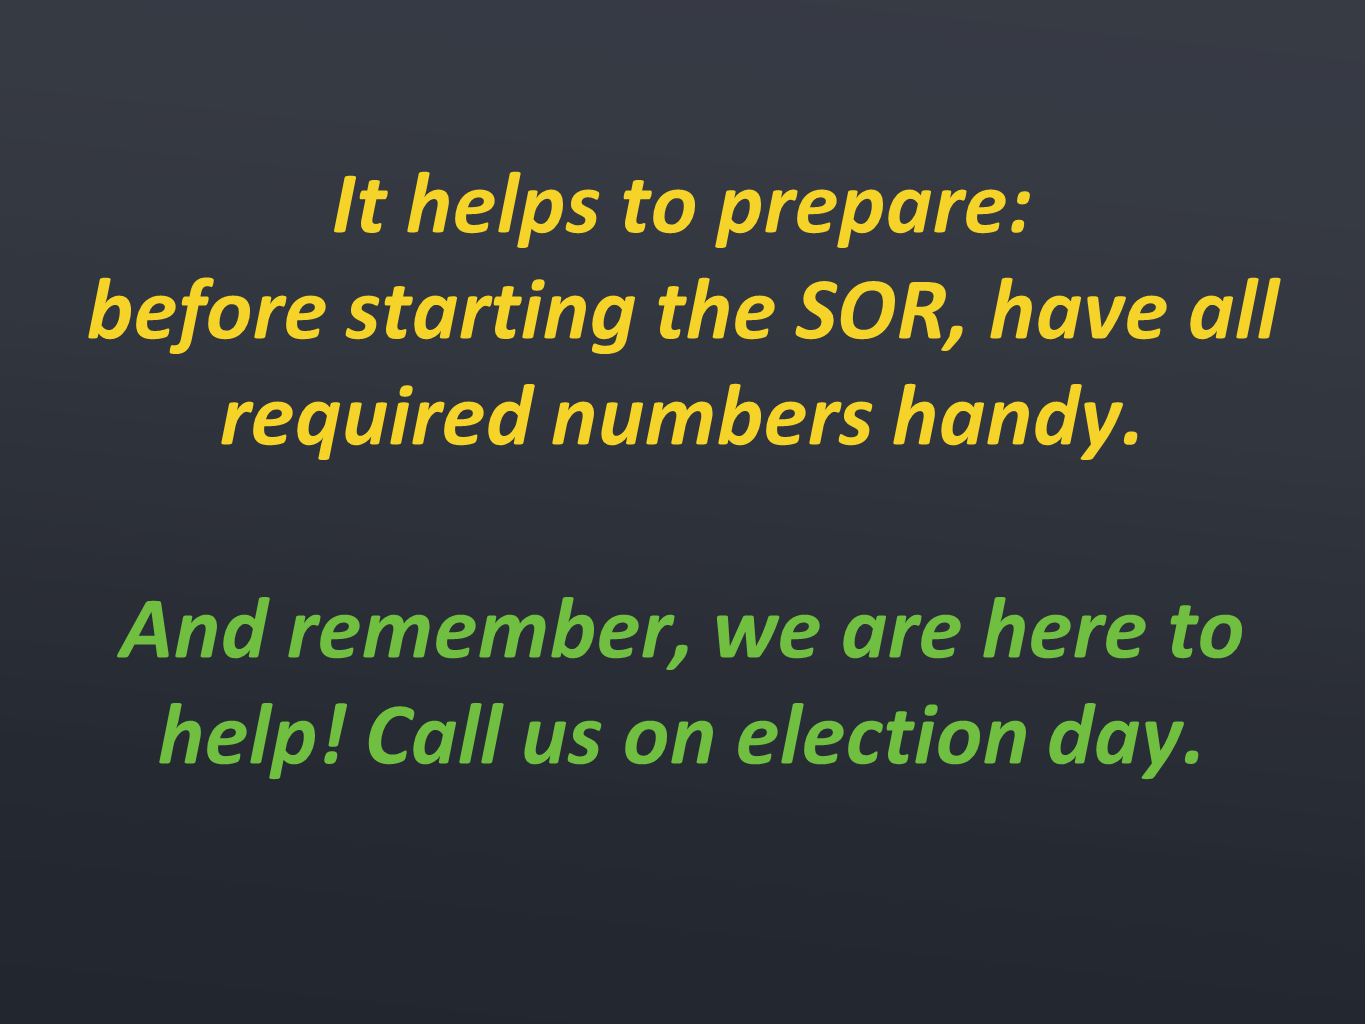 It helps to prepare:
before starting the SOR, have all
required numbers handy.
And remember, we are here to
help! Call us on election day.